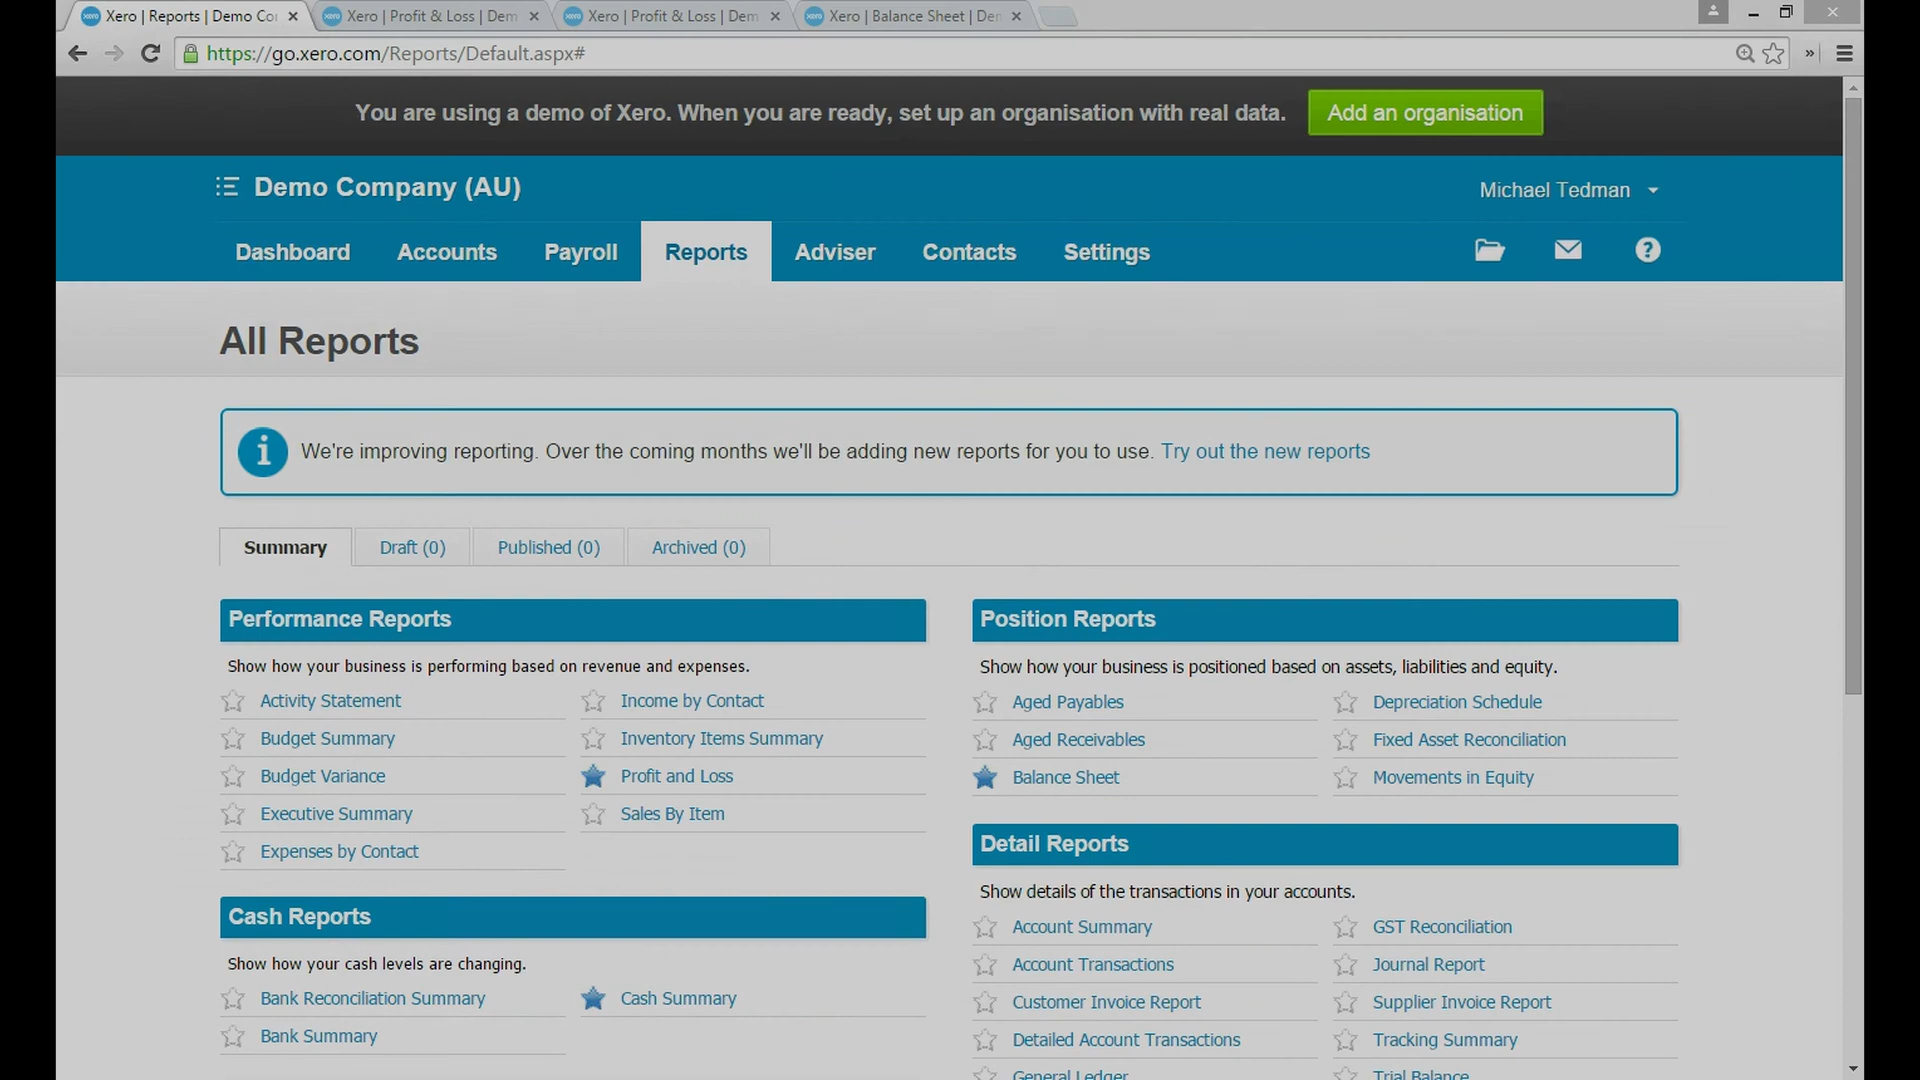 Xero | Reports | Demo Co
Xero | Profit & Loss | Dem
Xero | Profit & Loss | Dem
Xero | Balance Sheet | Der
https://go.xero.com/Reports/Default.aspx#
You are using a demo of Xero. When you are ready, set up an organisation with real data.
Add an organisation
Demo Company (AU)
Michael Tedman
Dashboard
Accounts
Payroll
Reports
Adviser
Contacts
Settings
All Reports
We're improving reporting. Over the coming months we'll be adding new reports for you to use. Try out the new reports
Summary
Draft (0)
Published (0)
Archived (0)
Performance Reports
Show how your business is performing based on revenue and expenses.
Activity Statement
Budget Summary
Budget Variance
Executive Summary
Expenses by Contact
Income by Contact
Inventory Items Summary
Profit and Loss
Sales By Item
Cash Reports
Show how your cash levels are changing.
Bank Reconciliation Summary
Bank Summary
Cash Summary
Position Reports
Show how your business is positioned based on assets, liabilities and equity.
Aged Payables
Aged Receivables
Balance Sheet
Depreciation Schedule
Fixed Asset Reconciliation
Movements in Equity
Detail Reports
Show details of the transactions in your accounts.
Account Summary
Account Transactions
Customer Invoice Report
Detailed Account Transactions
General Ledger
GST Reconciliation
Journal Report
Supplier Invoice Report
Tracking Summary
Trial Balance